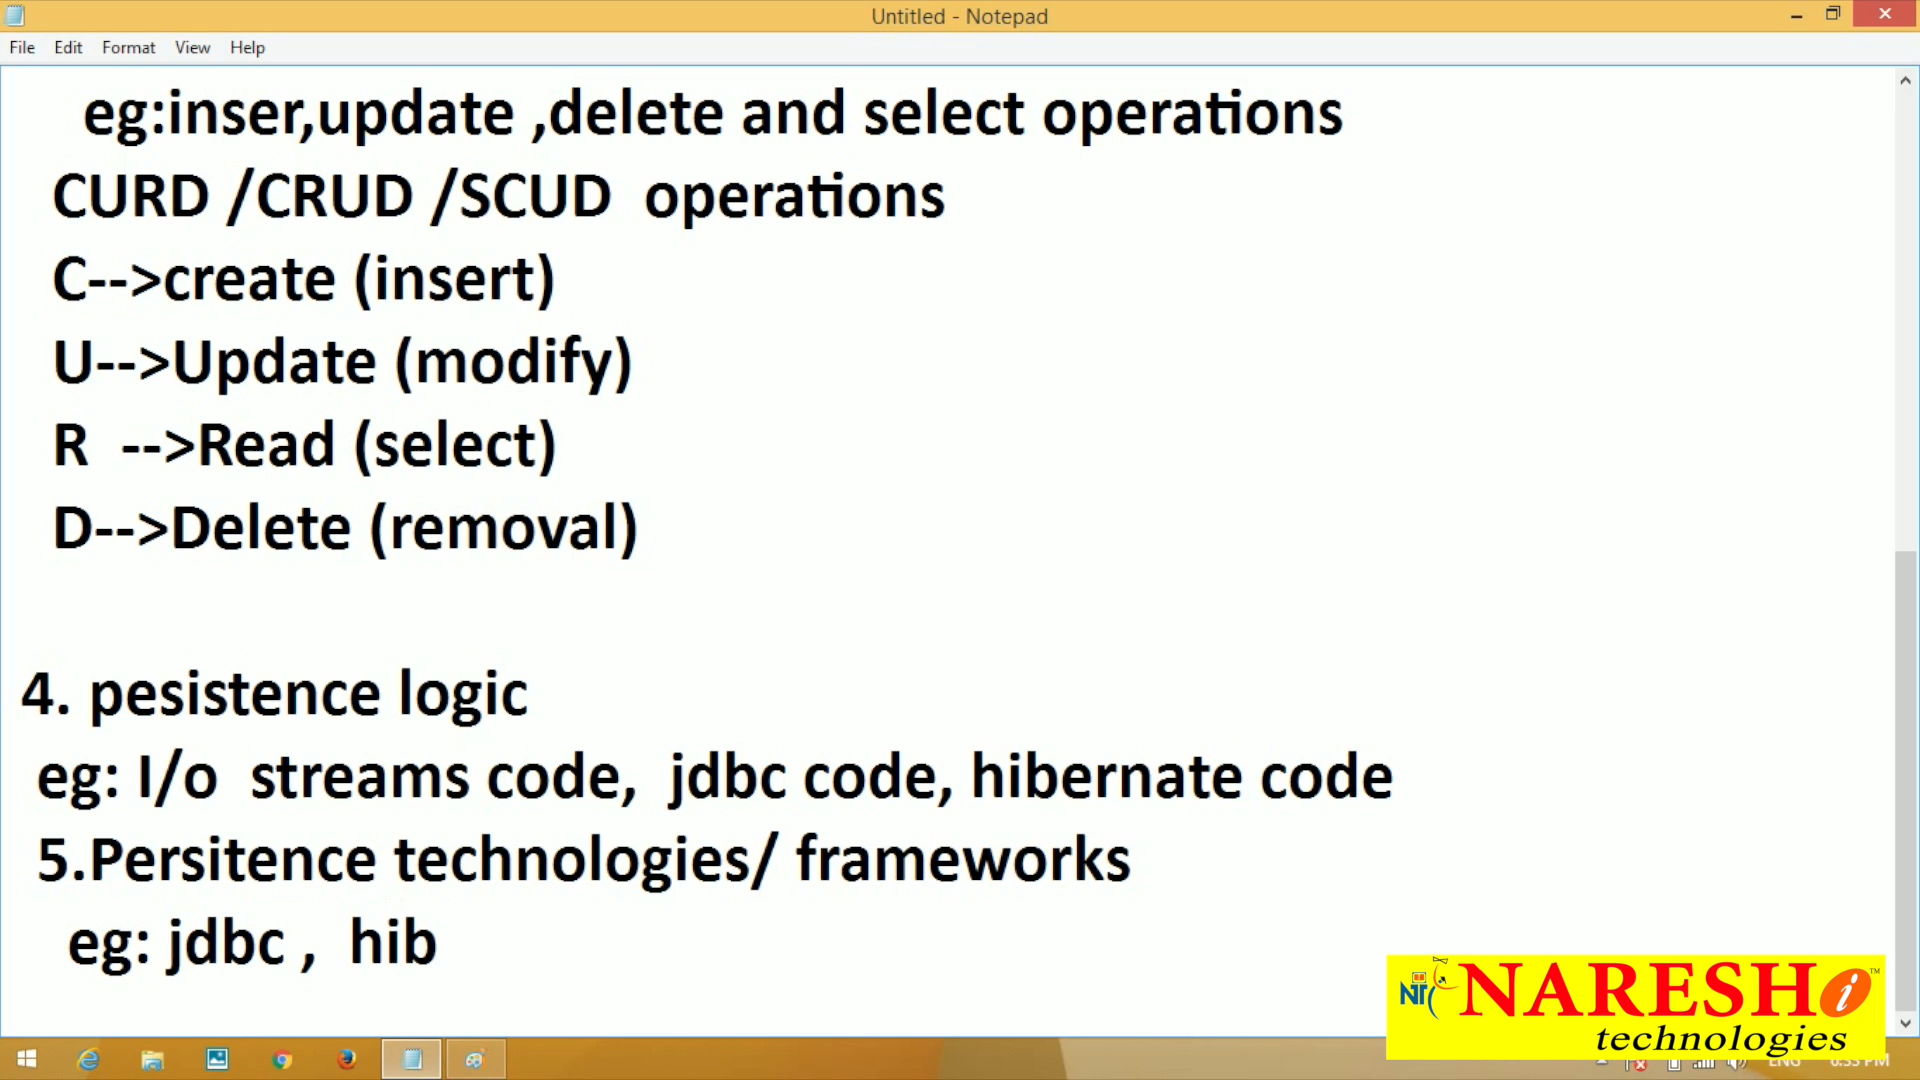 Untitled - Notepad
File Edit Format View Help
eg:inser,update ,delete and select operations
CURD /CRUD /SCUD operations
C-->create (insert)
U-->Update (modify)
R -->Read (select)
D-->Delete (removal)
4. pesistence logic
eg: I/o streams code, jdbc code, hibernate code
5.Persitence technologies/ frameworks
eg: jdbc , hib
NARESH i ™
technologies
ENG